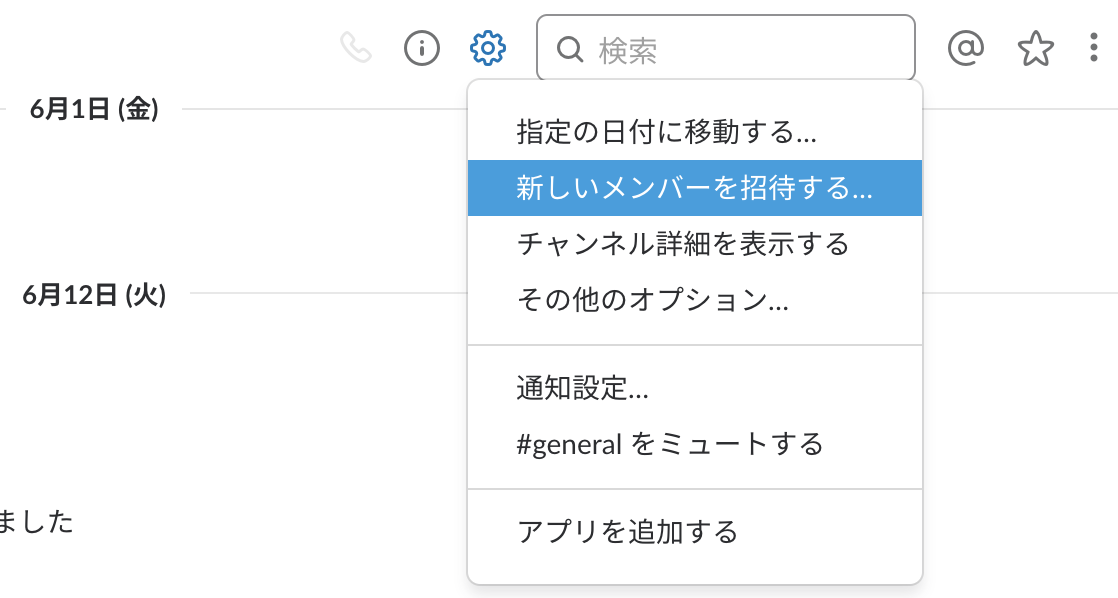 検索
6月1日 (金)
指定の日付に移動する...
新しいメンバーを招待する...
チャンネル詳細を表示する
6月12日 (火)
その他のオプション...
通知設定...
#general をミュートする
ました
アプリを追加する